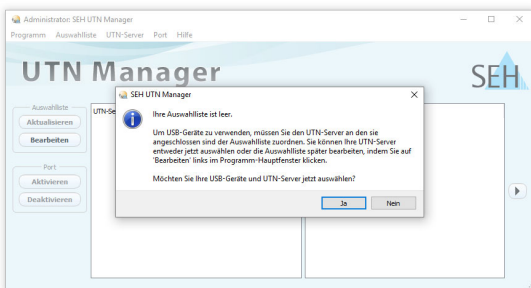 Administrator: SEH UTN Manager
Programm Auswahlliste UTN-Server Port Hilfe
UTN Manager
SEH
Auswahlliste
Aktualisieren
Bearbeiten
Port
Aktivieren
Deaktivieren
UTN-Se
SEH UTN Manager
Ihre Auswahlliste ist leer.
Um USB-Geräte zu verwenden, müssen Sie den UTN-Server an den sie
angeschlossen sind der Auswahlliste zuordnen. Sie können Ihre UTN-Server
entweder jetzt auswählen oder die Auswahlliste später bearbeiten, indem Sie auf
'Bearbeiten' links im Programm-Hauptfenster klicken.
Möchten Sie Ihre USB-Geräte und UTN-Server jetzt auswählen?
Ja Nein